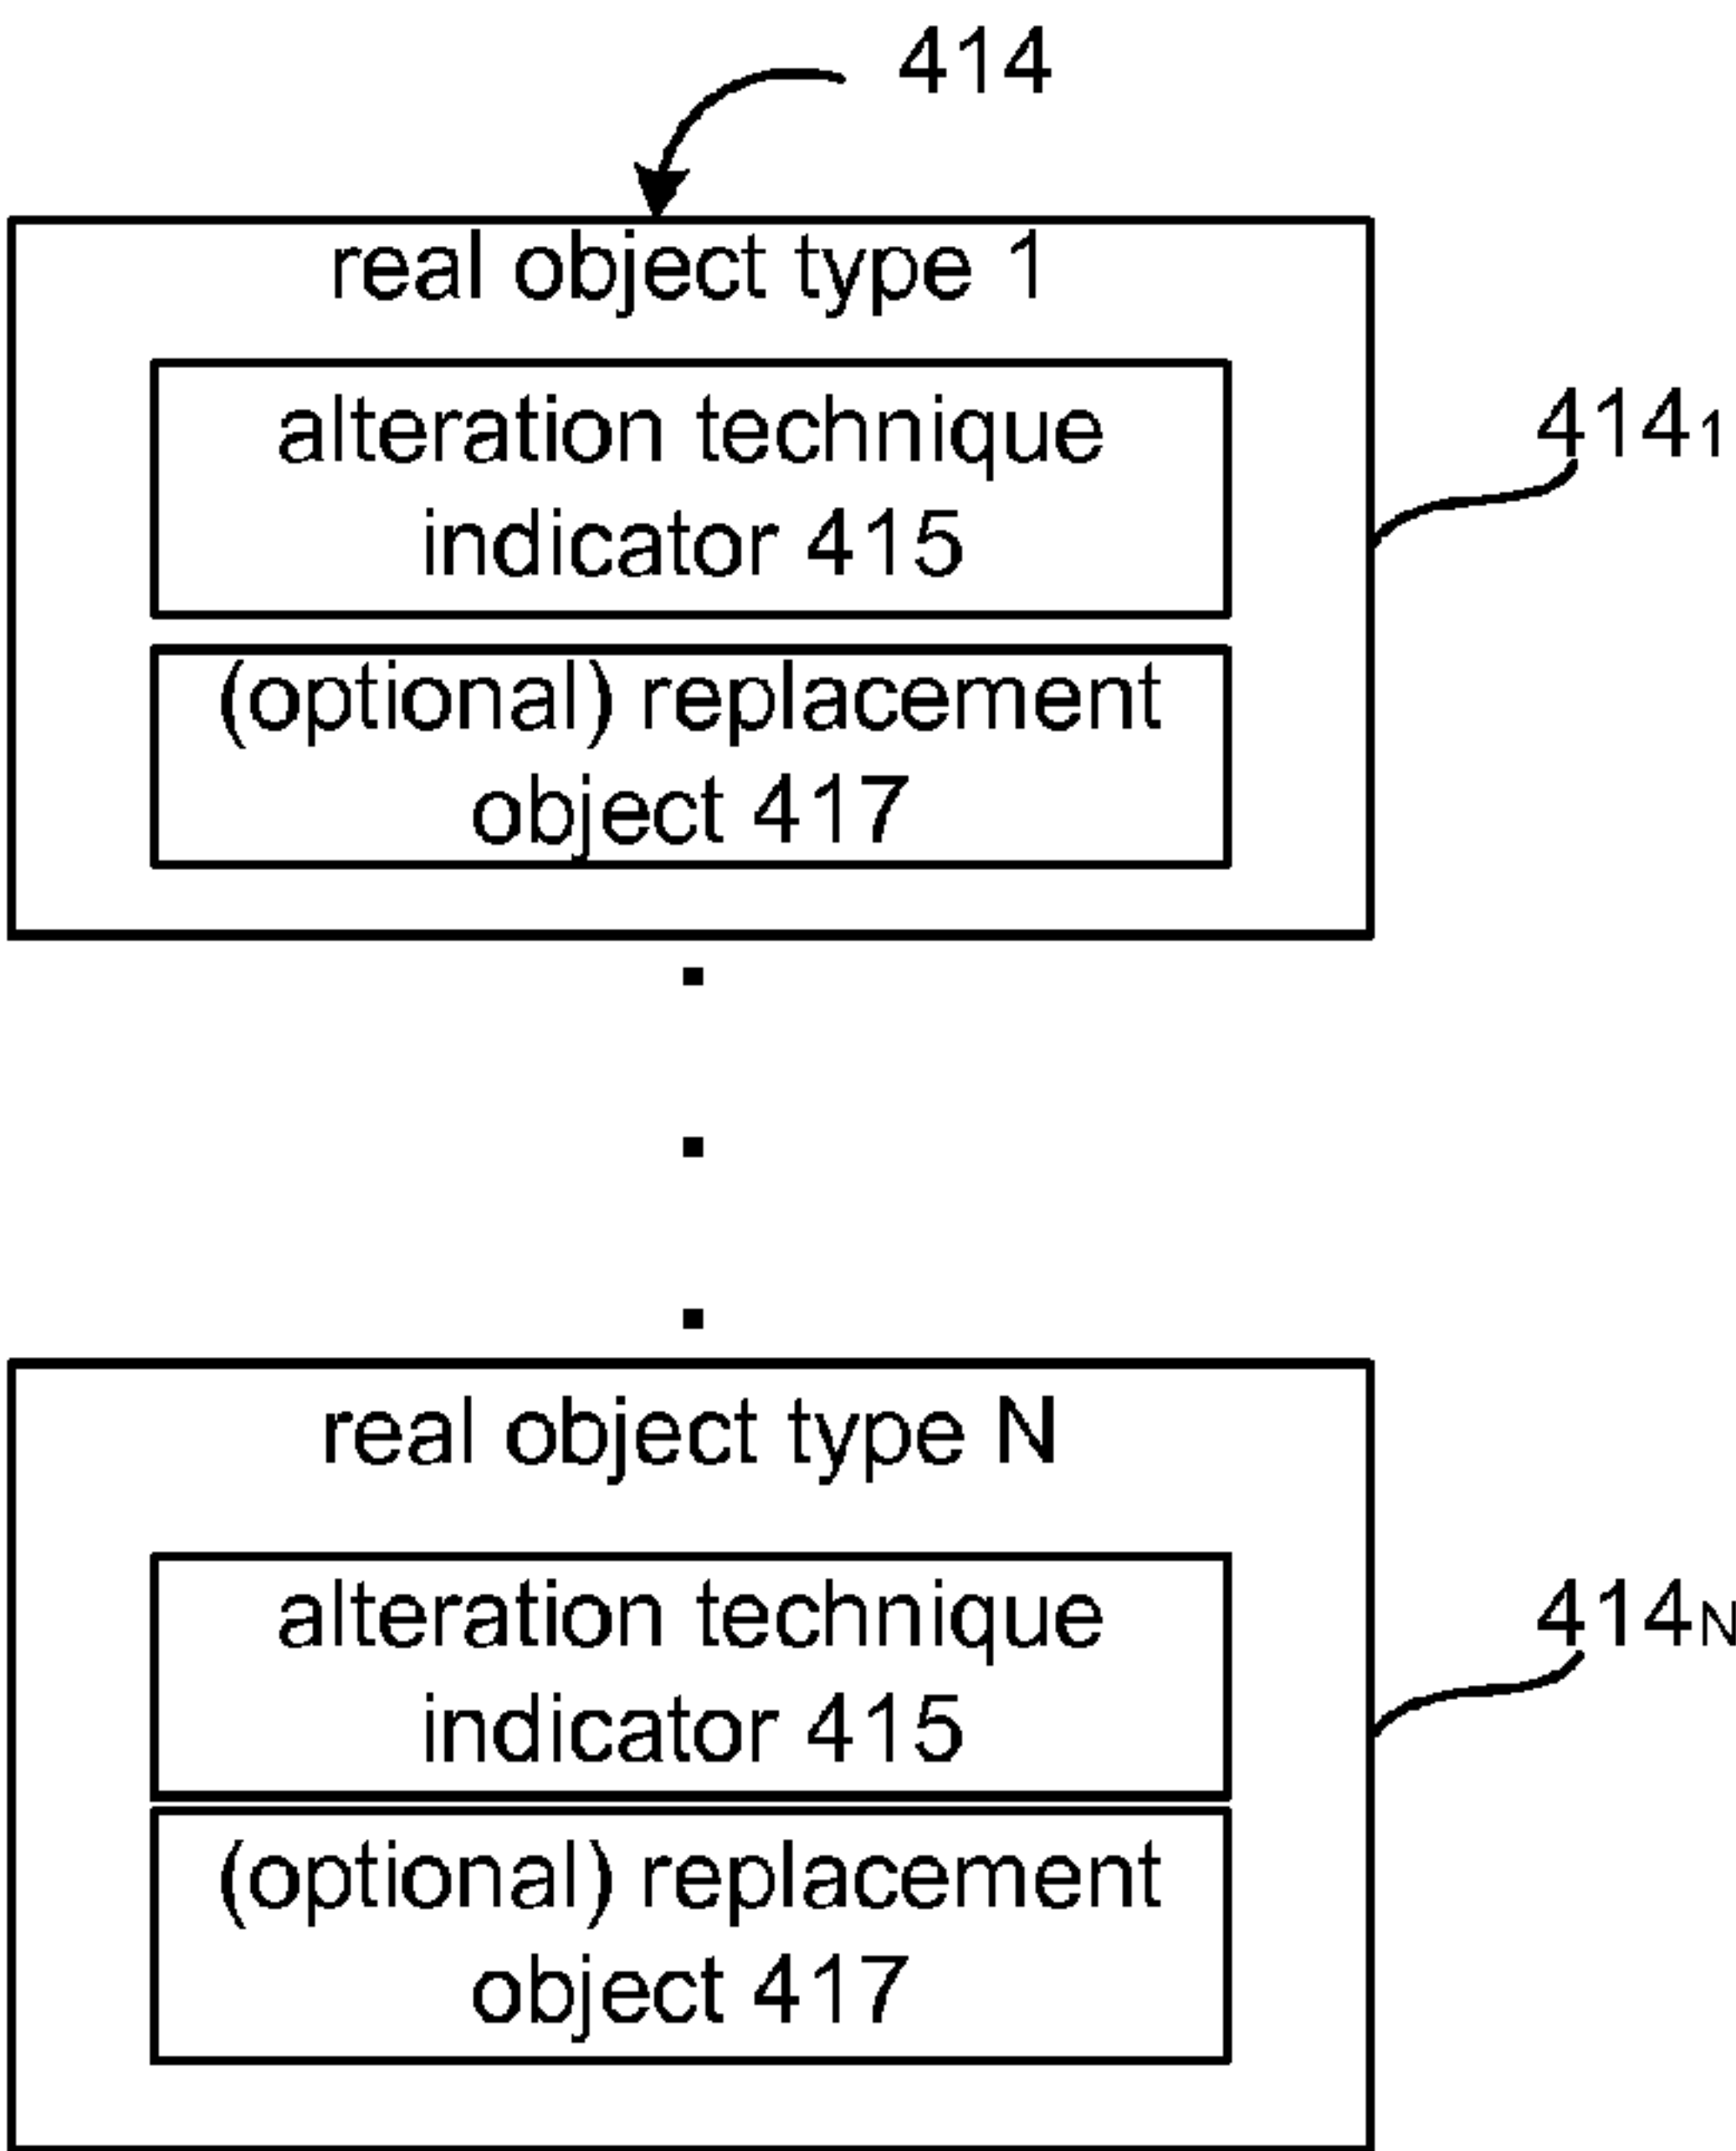 414
real object type 1
alteration technique
indicator 415
414₁
(optional) replacement
object 417
real object type N
alteration technique
indicator 415
414N
(optional) replacement
object 417